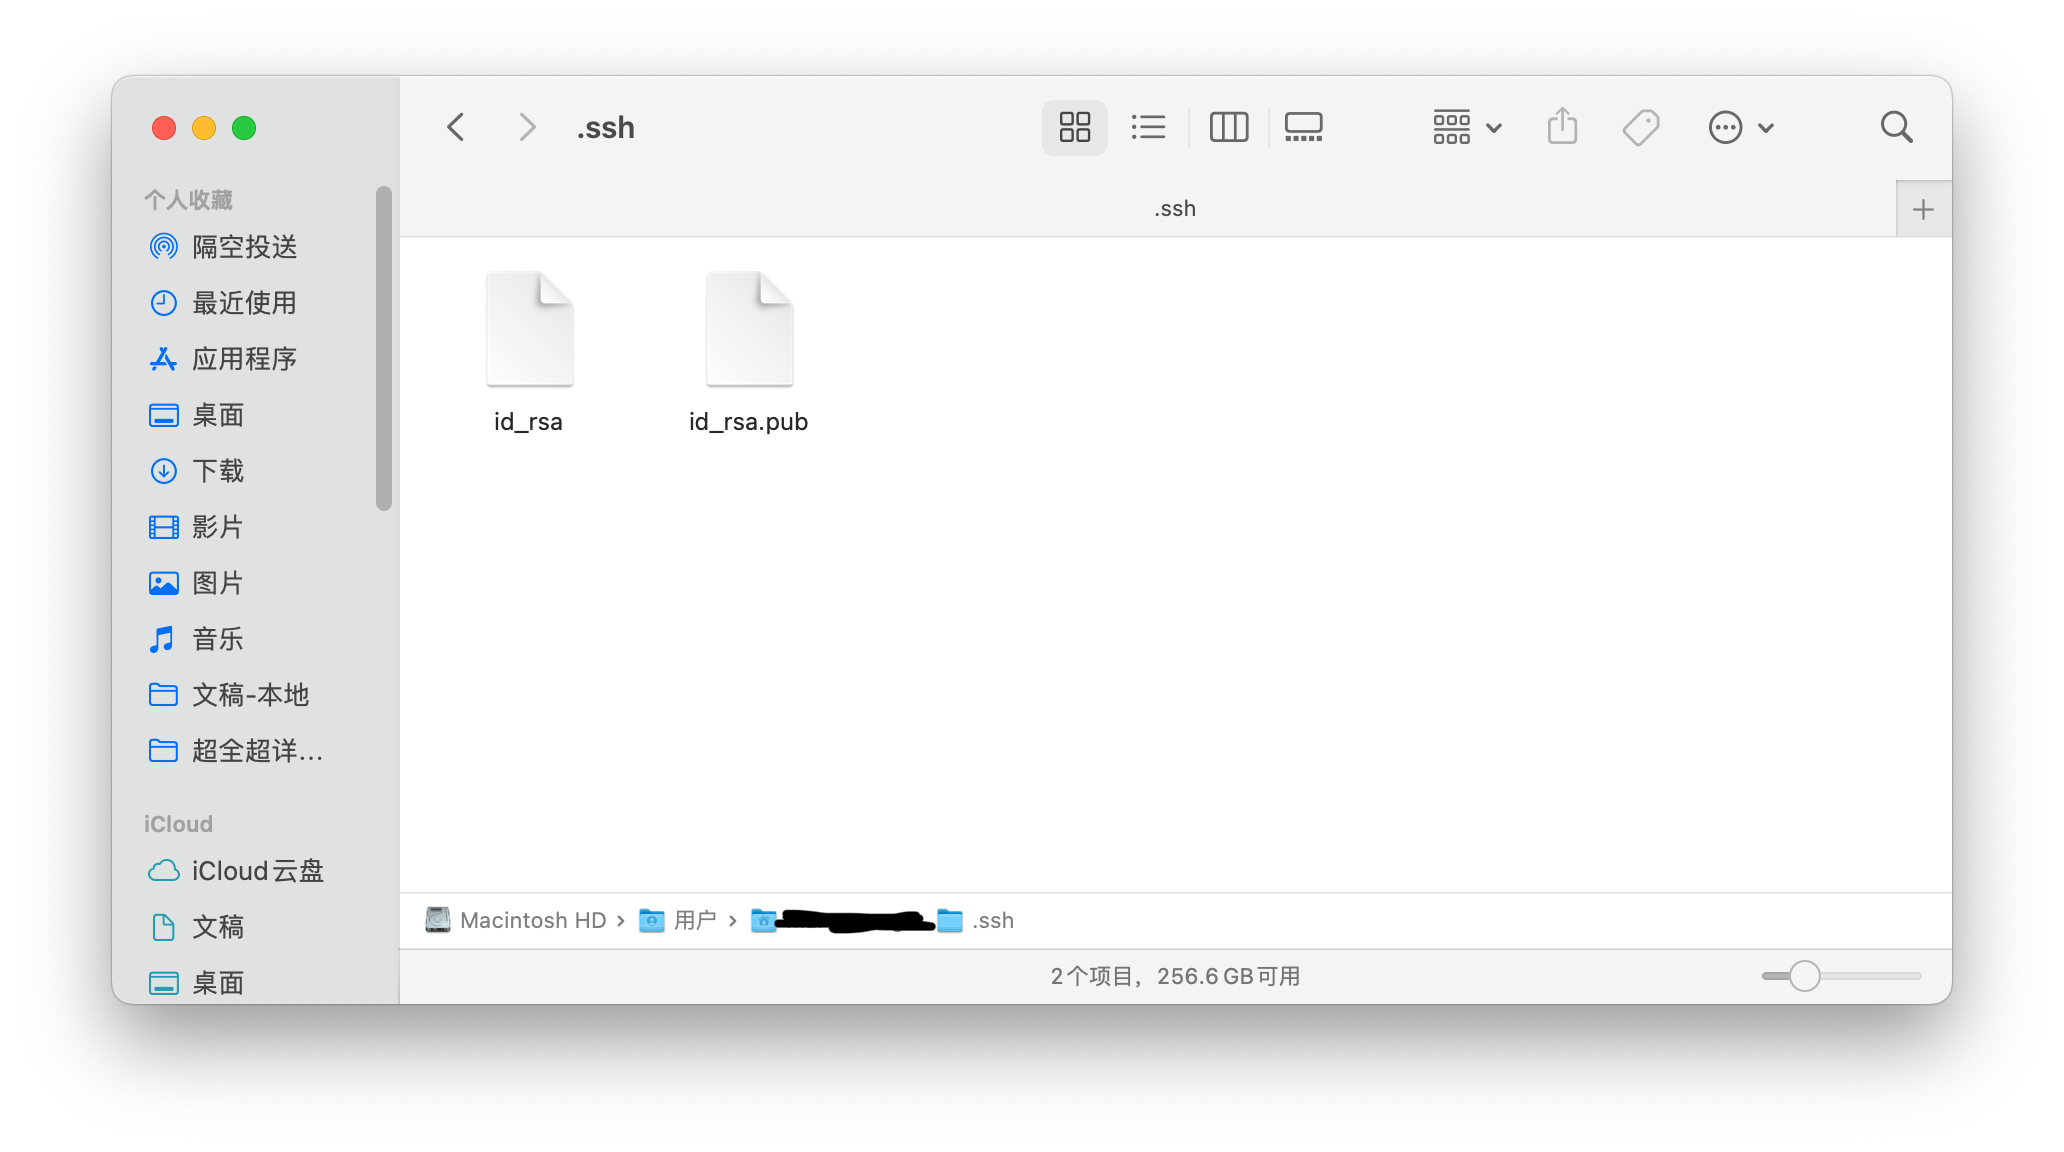 .ssh
.ssh
个人收藏
隔空投送
最近使用
应用程序
桌面
下载
影片
图片
音乐
文稿-本地
超全超详...
iCloud
iCloud云盘
文稿
桌面
id_rsa
id_rsa.pub
Macintosh HD › 用户 › .ssh
2个项目，256.6 GB可用